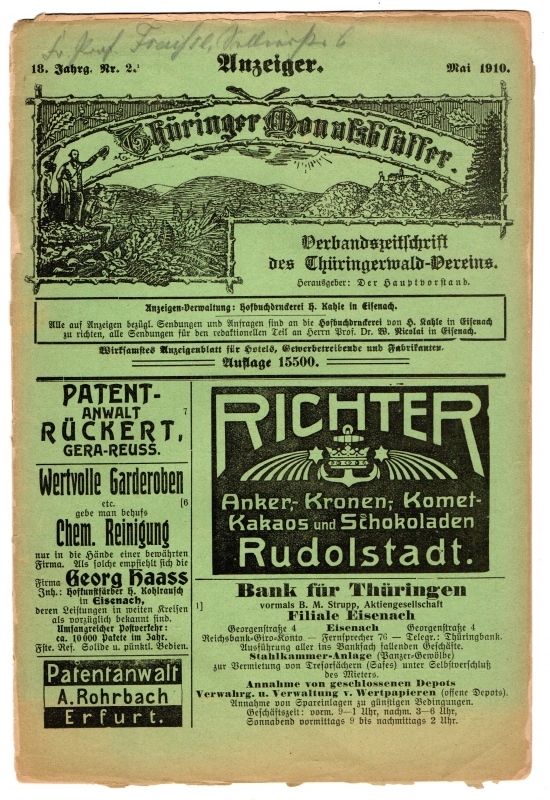 18. Jahrg. Nr. 2.
Anzeiger.
Mai 1910.
Thüringer Monatsblätter.
Verbandszeitschrift
des Thüringerwald-Vereins.
Herausgeber: Der Hauptvorstand.
Anzeigen-Verwaltung: Hofbuchdruckerei H. Kahle in Eisenach.
Alle auf Anzeigen bezügl. Sendungen und Anfragen sind an die Hofbuchdruckerei von H. Kahle in Eisenach
zu richten, alle Sendungen für den redaktionellen Teil an Herrn Prof. Dr. W. Nicolai in Eisenach.
Wirksamstes Anzeigenblatt für Hotels, Gewerbetreibende und Fabrikanten.
Auflage 15500.
PATENT-
ANWALT 7
RÜCKERT,
GERA-REUSS.
Wertvolle Garderoben
etc. [6
gebe man behufs
Chem. Reinigung
nur in die Hände einer bewährten
Firma. Als solche empfiehlt sich die
Firma Georg Haass
Inh.: Hofkunstfärber H. Kohlrausch
in Eisenach,
deren Leistungen in weiten Kreisen
als vorzüglich bekannt sind.
Umfangreicher Postverkehr:
ca. 10000 Pakete im Jahr.
Fste. Ref. Solide u. pünktl. Bedien.
Patentanwalt
A. Rohrbach
Erfurt.
RICHTER
Anker-, Kronen-, Komet-
Kakaos und Schokoladen
Rudolstadt.
Bank für Thüringen
1] vormals B. M. Strupp, Aktiengesellschaft
Filiale Eisenach
Georgenstraße 4 Eisenach Georgenstraße 4
Reichsbank-Giro-Konto — Fernsprecher 76 — Telegr.: Thüringbank.
Ausführung aller ins Bankfach fallenden Geschäfte.
Stahlkammer-Anlage (Panzer-Gewölbe)
zur Vermietung von Tresorfächern (Safes) unter Selbstverschluß
des Mieters.
Annahme von geschlossenen Depots
Verwahrg. u. Verwaltung v. Wertpapieren (offene Depots).
Annahme von Spareinlagen zu günstigen Bedingungen.
Geschäftszeit: vorm. 9—1 Uhr, nachm. 3—6 Uhr,
Sonnabend vormittags 9 bis nachmittags 2 Uhr.